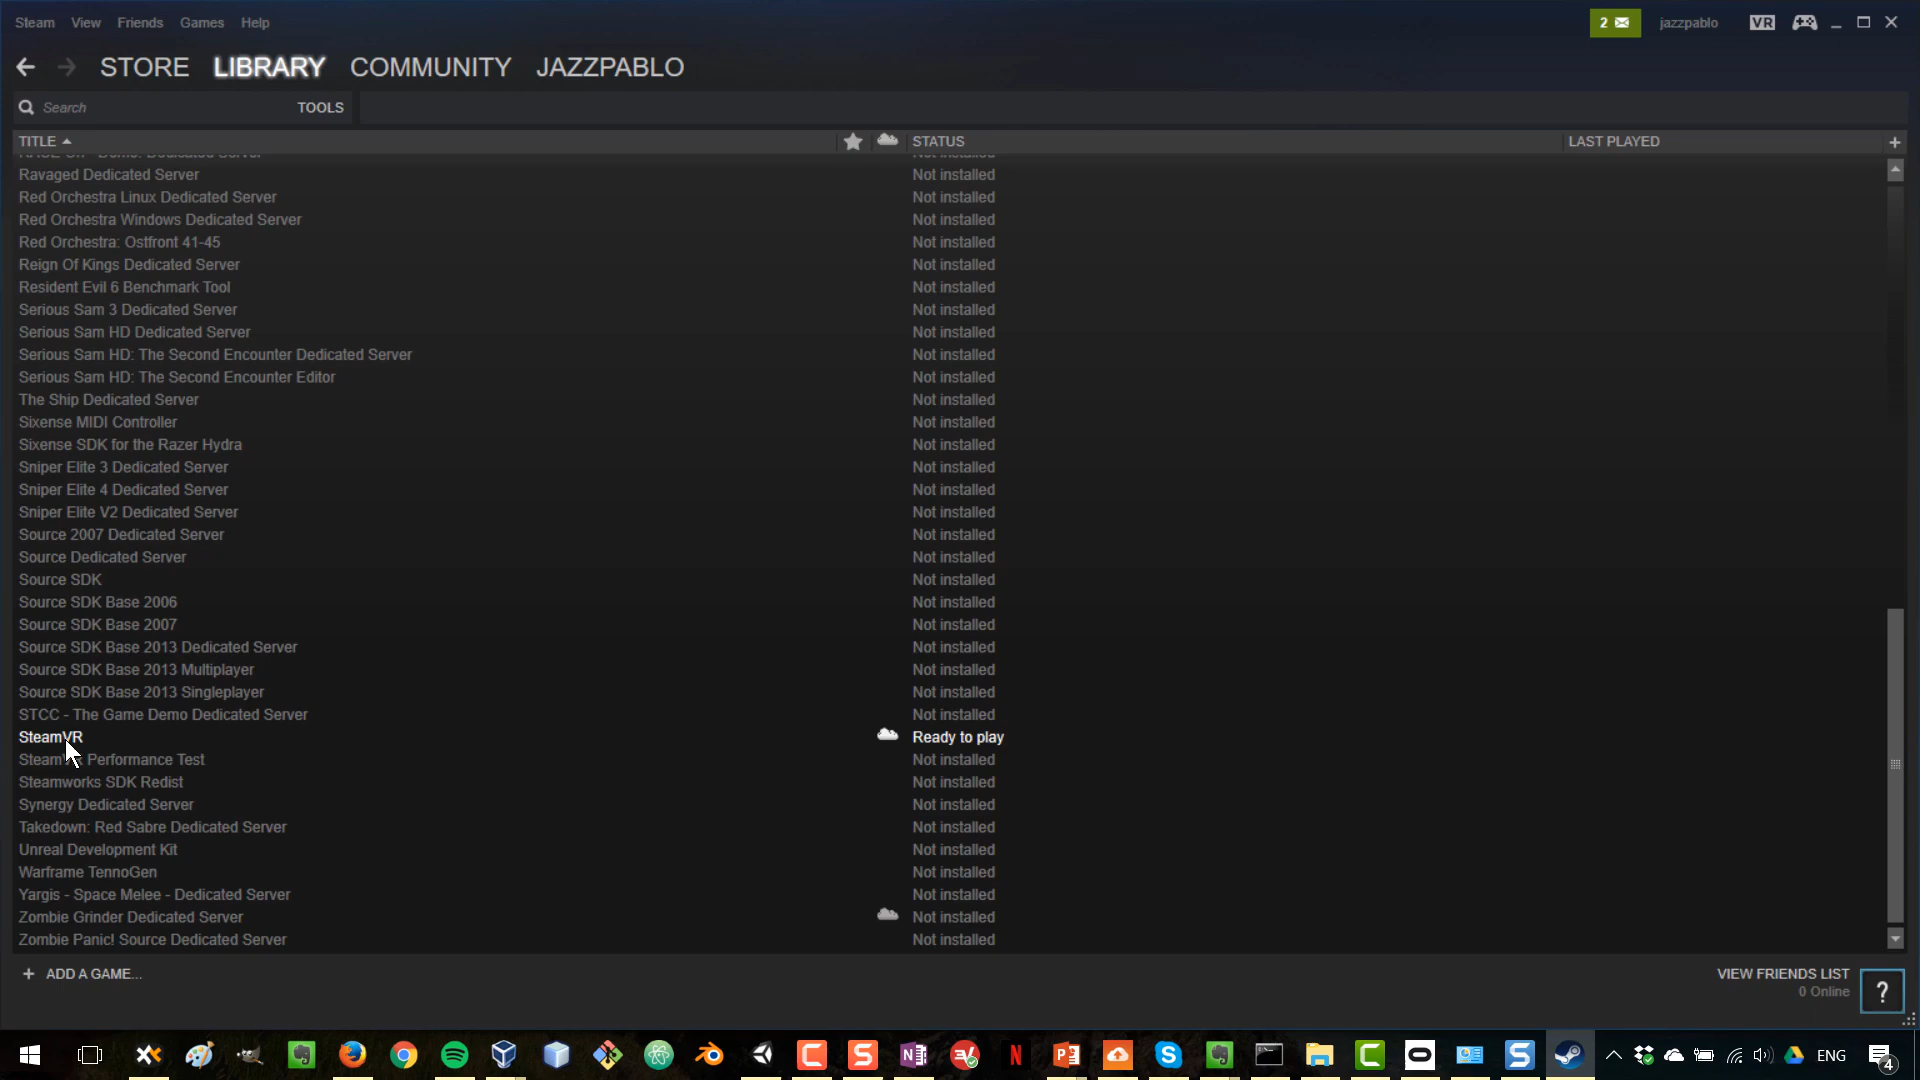 Steam View Friends Games Help
2 jazzpablo VR
STORE LIBRARY COMMUNITY JAZZPABLO
Search TOOLS
TITLE STATUS LAST PLAYED +
Not installed
Ravaged Dedicated Server Not installed
Red Orchestra Linux Dedicated Server Not installed
Red Orchestra Windows Dedicated Server Not installed
Red Orchestra: Ostfront 41-45 Not installed
Reign Of Kings Dedicated Server Not installed
Resident Evil 6 Benchmark Tool Not installed
Serious Sam 3 Dedicated Server Not installed
Serious Sam HD Dedicated Server Not installed
Serious Sam HD: The Second Encounter Dedicated Server Not installed
Serious Sam HD: The Second Encounter Editor Not installed
The Ship Dedicated Server Not installed
Sixense MIDI Controller Not installed
Sixense SDK for the Razer Hydra Not installed
Sniper Elite 3 Dedicated Server Not installed
Sniper Elite 4 Dedicated Server Not installed
Sniper Elite V2 Dedicated Server Not installed
Source 2007 Dedicated Server Not installed
Source Dedicated Server Not installed
Source SDK Not installed
Source SDK Base 2006 Not installed
Source SDK Base 2007 Not installed
Source SDK Base 2013 Dedicated Server Not installed
Source SDK Base 2013 Multiplayer Not installed
Source SDK Base 2013 Singleplayer Not installed
STCC - The Game Demo Dedicated Server Not installed
SteamVR Ready to play
SteamVR Performance Test Not installed
Steamworks SDK Redist Not installed
Synergy Dedicated Server Not installed
Takedown: Red Sabre Dedicated Server Not installed
Unreal Development Kit Not installed
Warframe TennoGen Not installed
Yargis - Space Melee - Dedicated Server Not installed
Zombie Grinder Dedicated Server Not installed
Zombie Panic! Source Dedicated Server Not installed
+ ADD A GAME...
VIEW FRIENDS LIST
0 Online
?
ENG 4